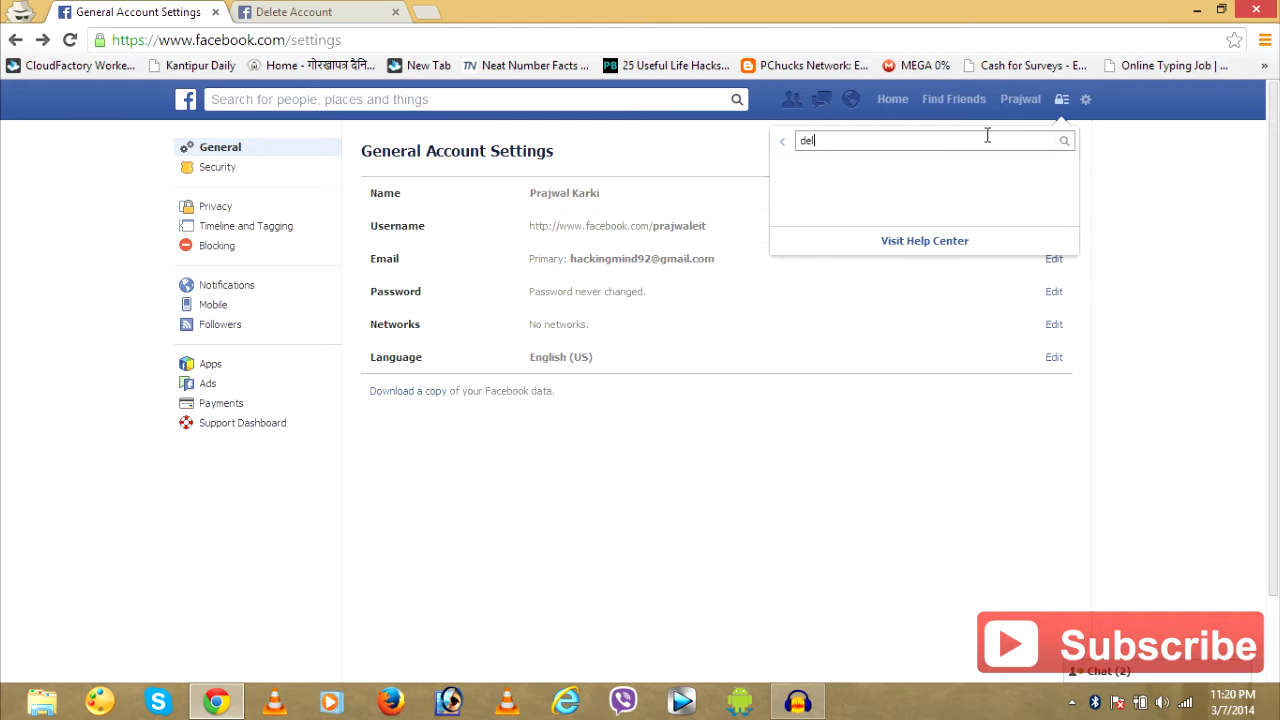 General Account Settings
Delete Account
https://www.facebook.com/settings
CloudFactory Worke...
Kantipur Daily
Home - गोरखापत्र दैनि...
New Tab
TN Neat Number Facts ...
PB 25 Useful Life Hacks...
PChucks Network: E...
MEGA 0%
Cash for Surveys - E...
Online Typing Job | ...
»
Search for people, places and things
Home
Find Friends
Prajwal
del
Visit Help Center
General
Security
Privacy
Timeline and Tagging
Blocking
Notifications
Mobile
Followers
Apps
Ads
Payments
Support Dashboard
General Account Settings
Name Prajwal Karki
Username http://www.facebook.com/prajwaleit
Email Primary: hackingmind92@gmail.com Edit
Password Password never changed. Edit
Networks No networks. Edit
Language English (US) Edit
Download a copy of your Facebook data.
Subscribe
Chat (2)
11:20 PM
3/7/2014